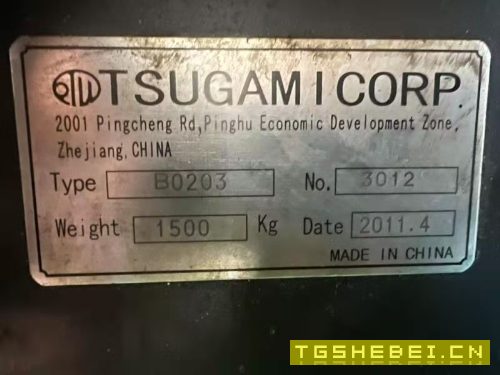 TSUGAMI CORP.
2001 Pingcheng Rd,Pinghu Economic Development Zone,
Zhejiang,CHINA
Type B0203 No. 3012
Weight 1500 Kg Date 2011.4
MADE IN CHINA
TGSHEBEI.CN